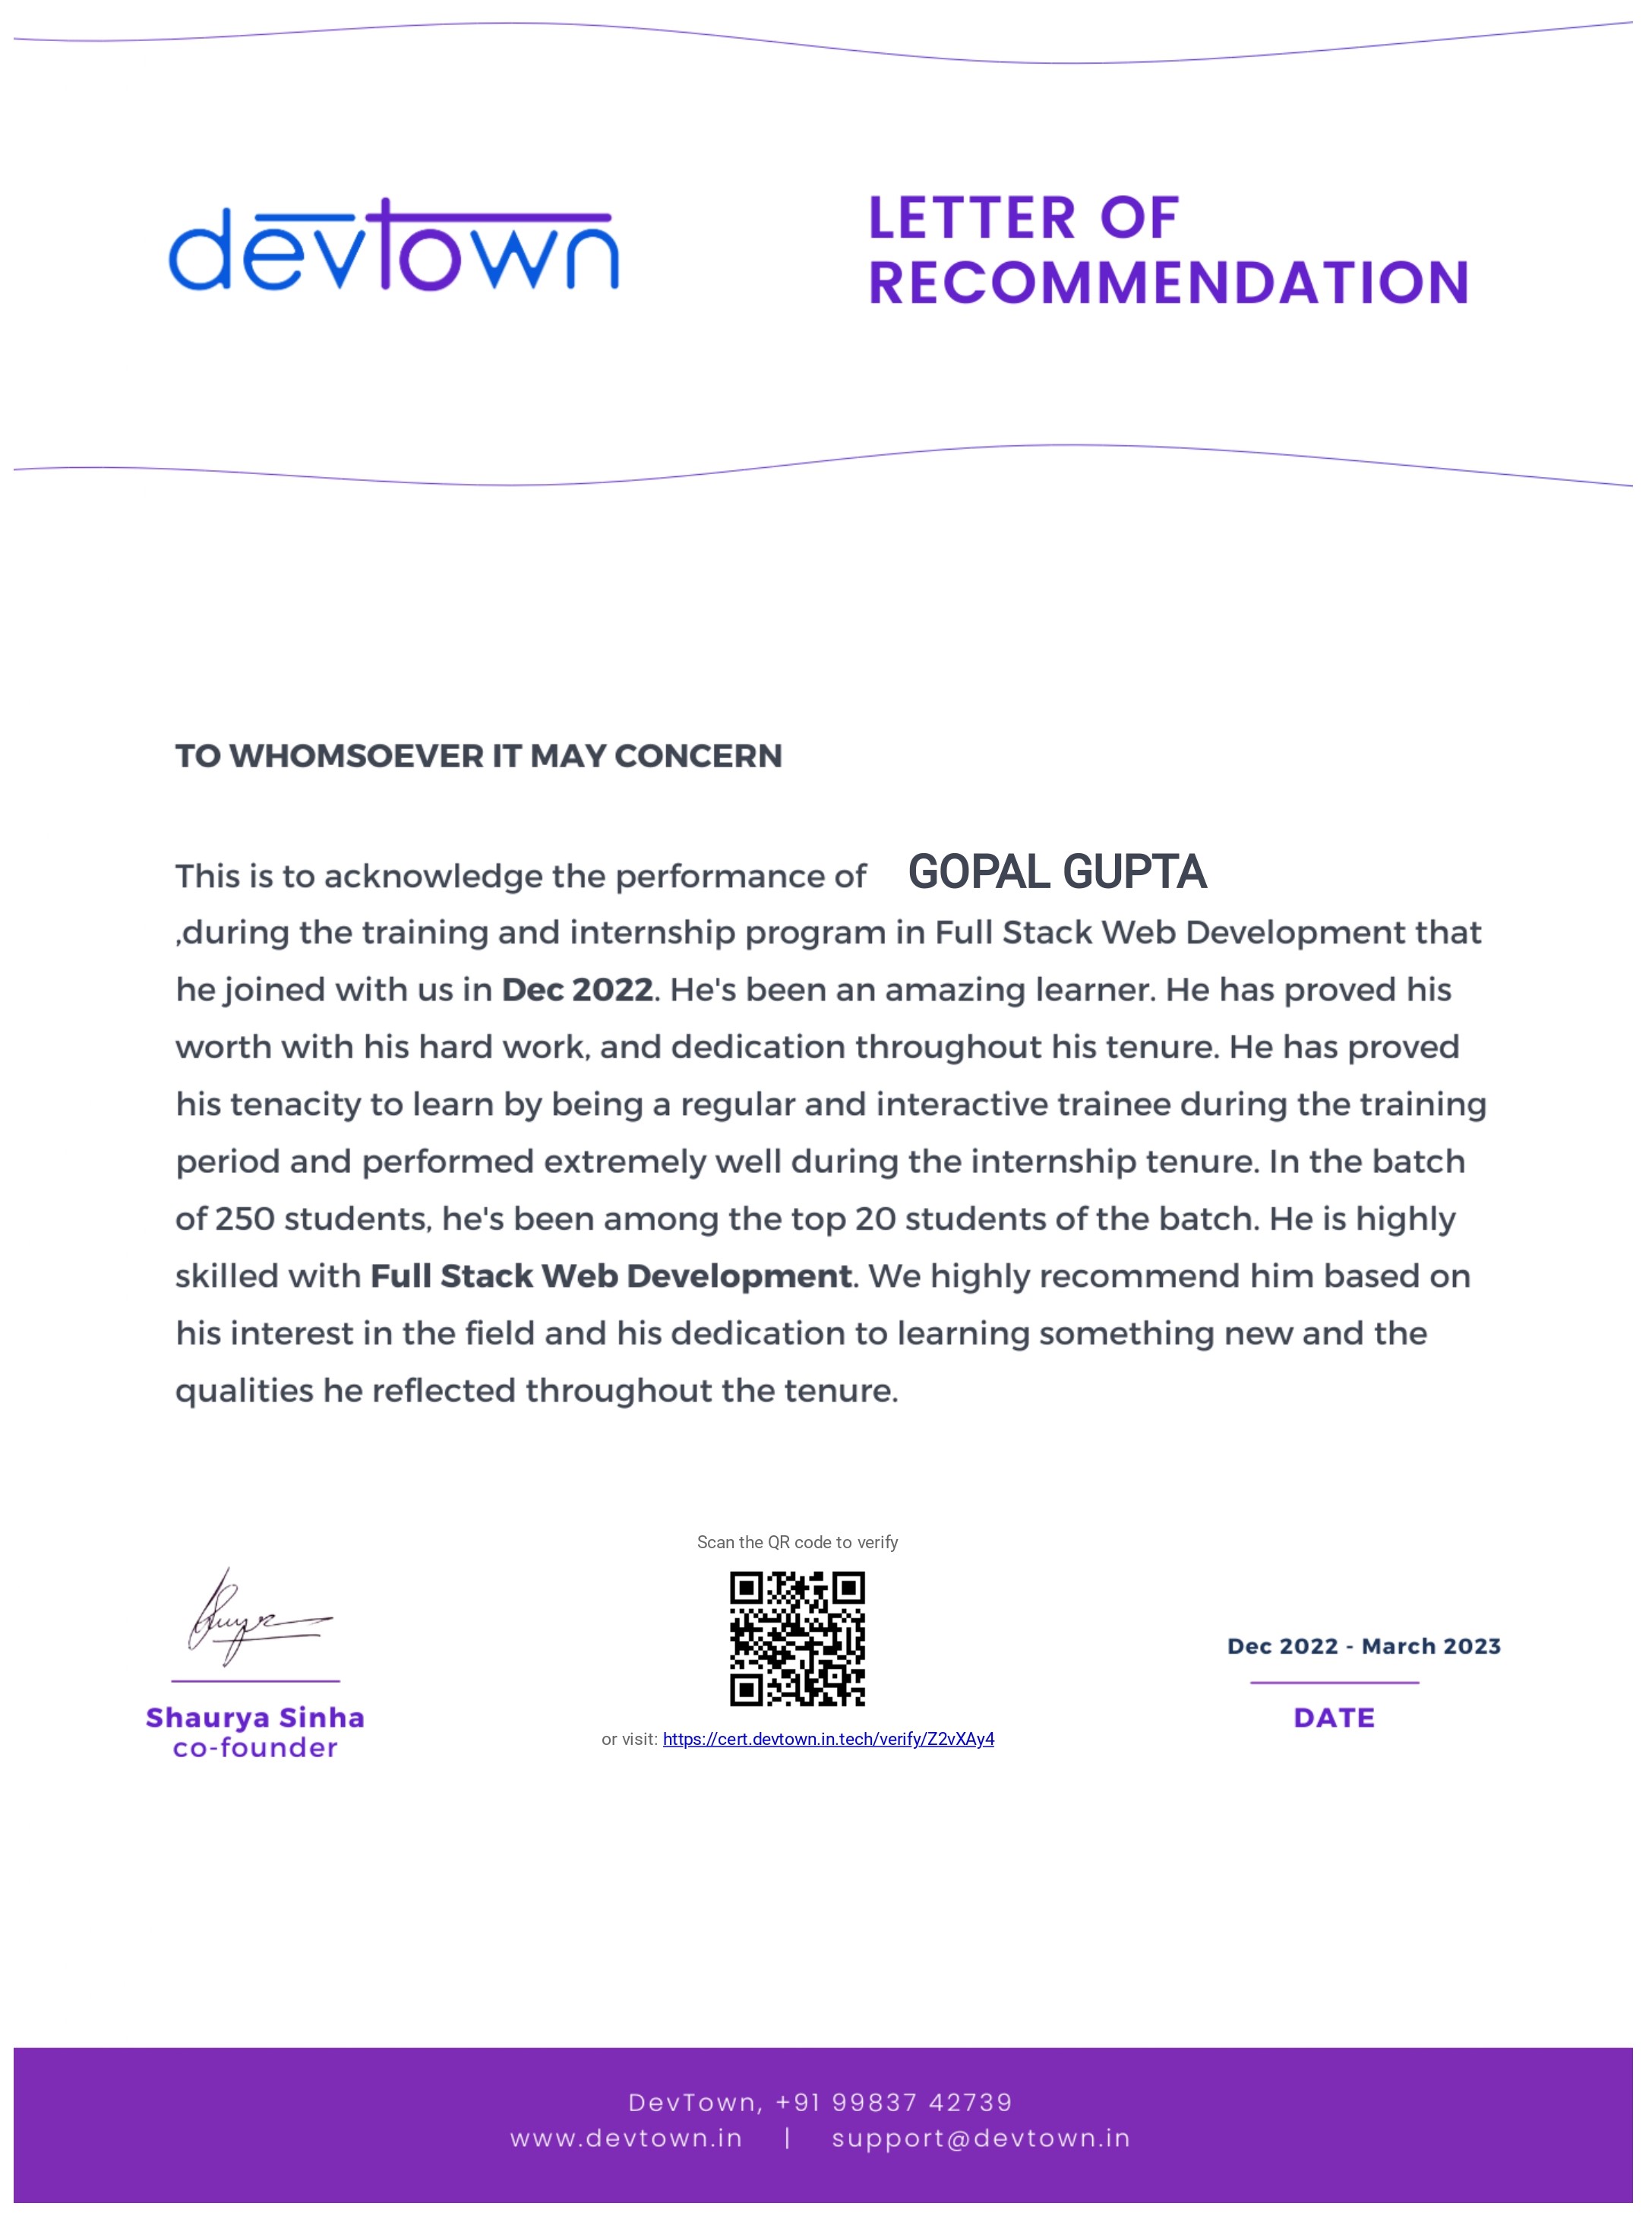 devtown
LETTER OF
RECOMMENDATION
TO WHOMSOEVER IT MAY CONCERN
This is to acknowledge the performance of GOPAL GUPTA
,during the training and internship program in Full Stack Web Development that
he joined with us in Dec 2022. He's been an amazing learner. He has proved his
worth with his hard work, and dedication throughout his tenure. He has proved
his tenacity to learn by being a regular and interactive trainee during the training
period and performed extremely well during the internship tenure. In the batch
of 250 students, he's been among the top 20 students of the batch. He is highly
skilled with Full Stack Web Development. We highly recommend him based on
his interest in the field and his dedication to learning something new and the
qualities he reflected throughout the tenure.
Scan the QR code to verify
or visit: https://cert.devtown.in.tech/verify/Z2vXAy4
Shaurya Sinha
co-founder
Dec 2022 - March 2023
DATE
DevTown, +91 99837 42739
www.devtown.in | support@devtown.in